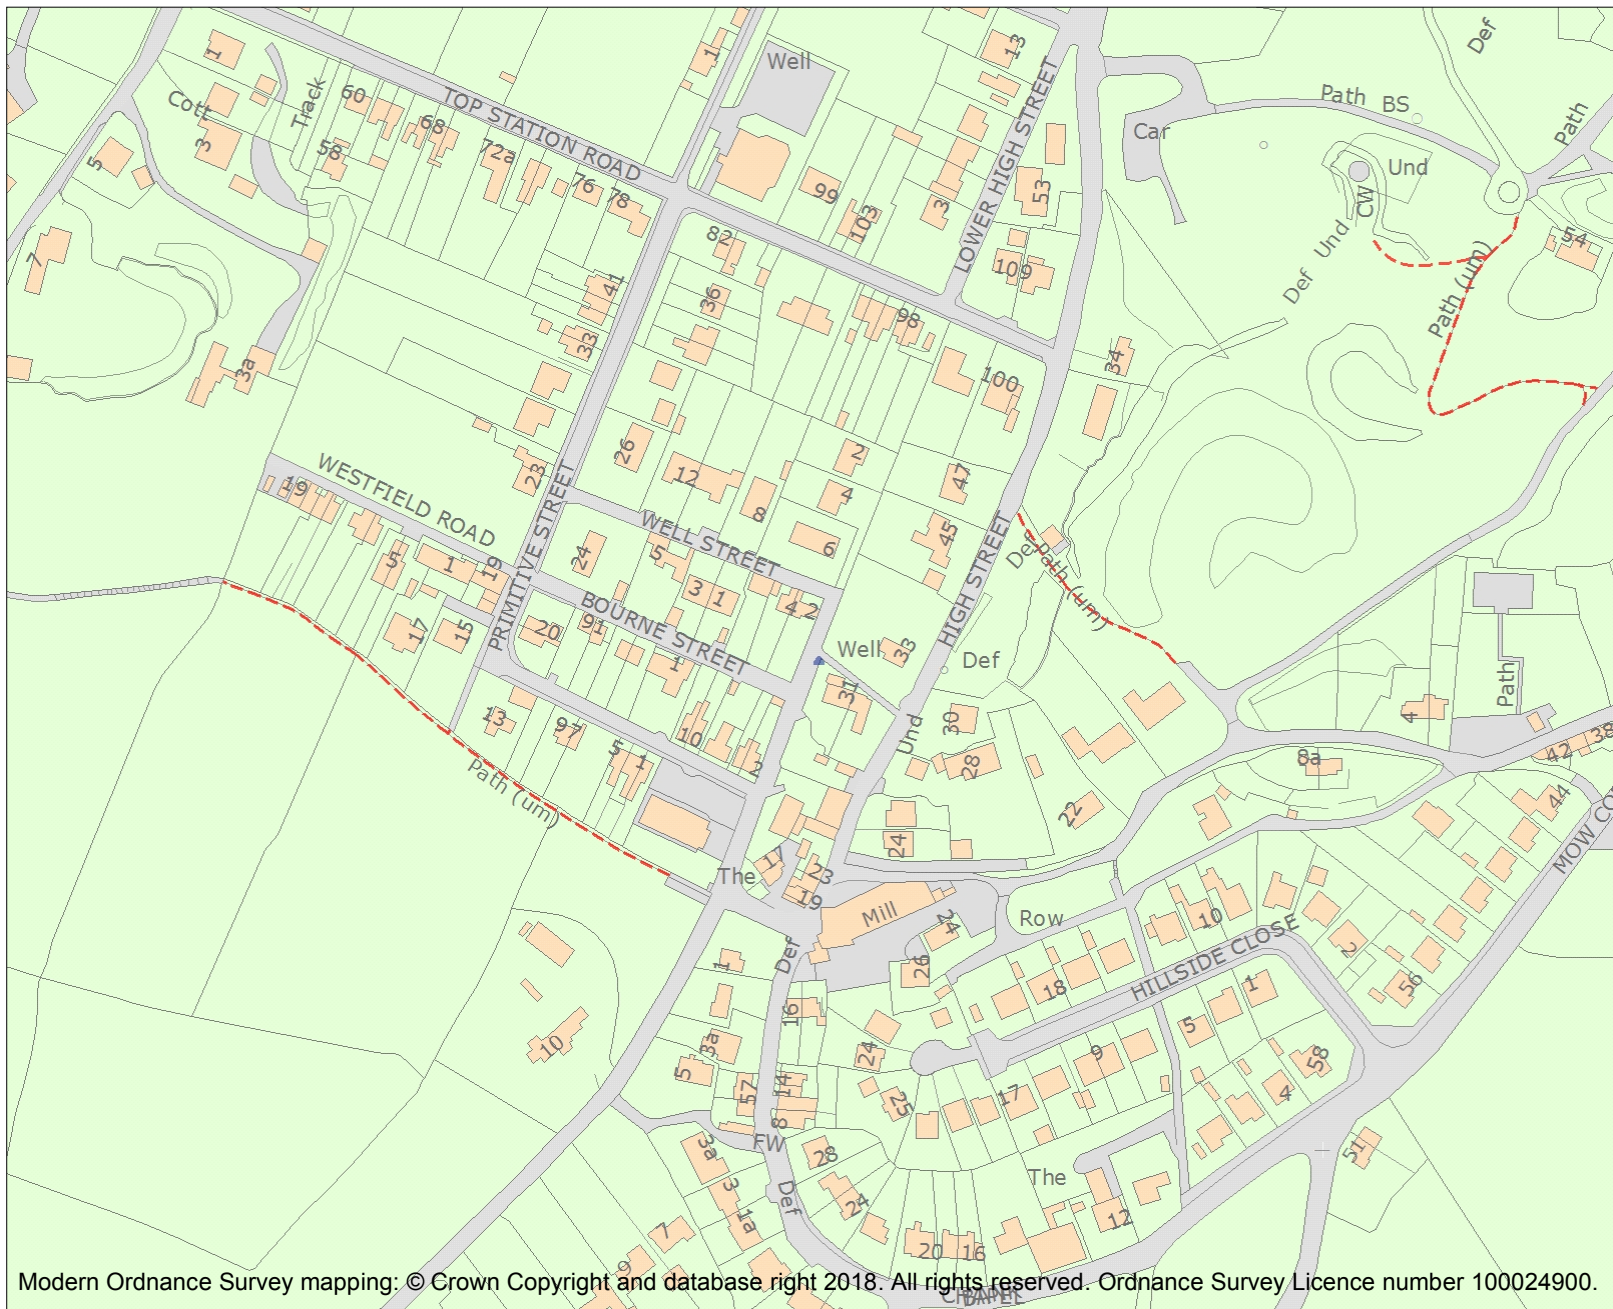 1
Cott
3
5
7
3a
Track
60
58
68
72a
76
78
TOP STATION ROAD
1
Well
99
103
3
13
LOWER HIGH STREET
53
109
Car
Path
BS
Def
Path
Und
CW
Und
Def
54
Path (um)
82
36
41
33
98
100
34
26
12
8
2
4
6
47
45
23
WESTFIELD ROAD
19
5
1
19
17
15
PRIMITIVE STREET
WELL STREET
24
5
3
1
4
2
BOURNE STREET
20
91
1
HIGH STREET
Def
Path (um)
Well
33
31
Def
Und
30
28
22
24
13
97
5
1
10
2
Path (um)
The
17
23
19
Mill
24
26
Row
Path
4
8a
42
38
44
MOW CO
10
HILLSIDE CLOSE
2
56
18
1
5
9
17
58
4
1
Def
16
3a
5
57
14
8
24
25
10
FW
Def
3a
3
1a
7
9
28
24
20
16
The
12
51
Modern Ordnance Survey mapping: © Crown Copyright and database right 2018. All rights reserved. Ordnance Survey Licence number 100024900.